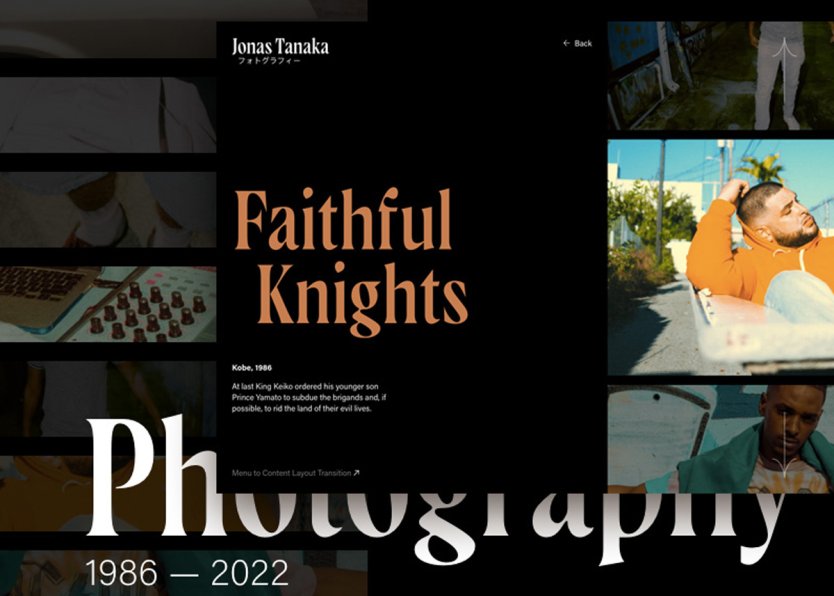 Jonas Tanaka
フォトグラフィー
← Back
Faithful
Knights
Kobe, 1986
At last King Keiko ordered his younger son
Prince Yamato to subdue the brigands and, if
possible, to rid the land of their evil lives.
Menu to Content Layout Transition ↗
Photography
1986 — 2022